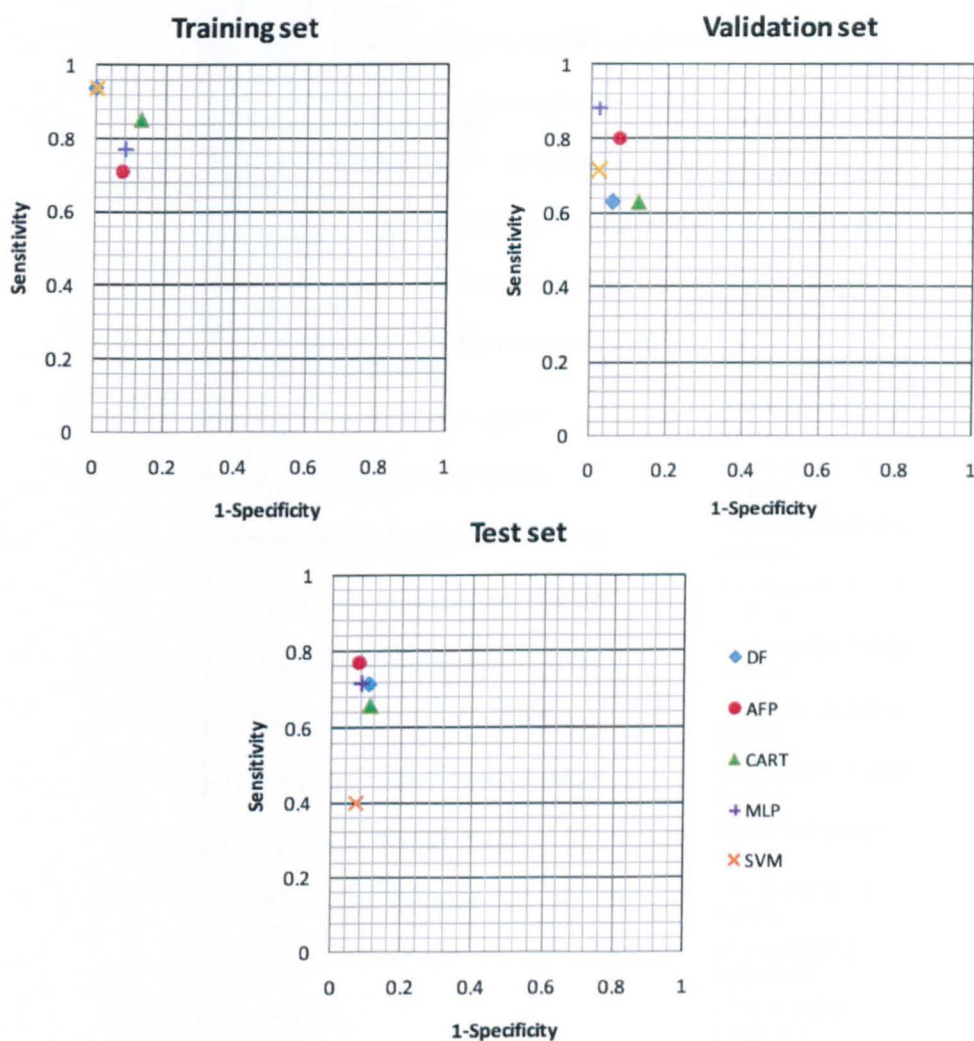 Training set
1
0.8
0.6
0.4
0.2
0
Sensitivity
0 0.2 0.4 0.6 0.8 1
1-Specificity
Validation set
1
0.8
0.6
0.4
0.2
0
Sensitivity
0 0.2 0.4 0.6 0.8 1
1-Specificity
Test set
1
0.8
0.6
0.4
0.2
0
Sensitivity
0 0.2 0.4 0.6 0.8 1
1-Specificity
DF
AFP
CART
MLP
SVM